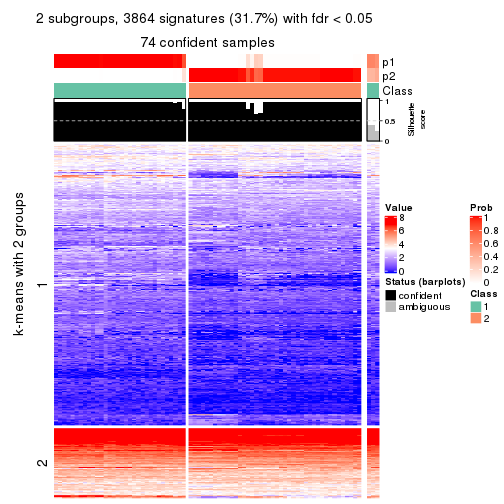 2 subgroups, 3864 signatures (31.7%) with fdr < 0.05
74 confident samples
p1
p2
Class
1
0.5
0
Silhouette
score
k-means with 2 groups
1
2
Value
8
6
4
2
0
Status (barplots)
confident
ambiguous
Prob
1
0.8
0.6
0.4
0.2
0
Class
1
2